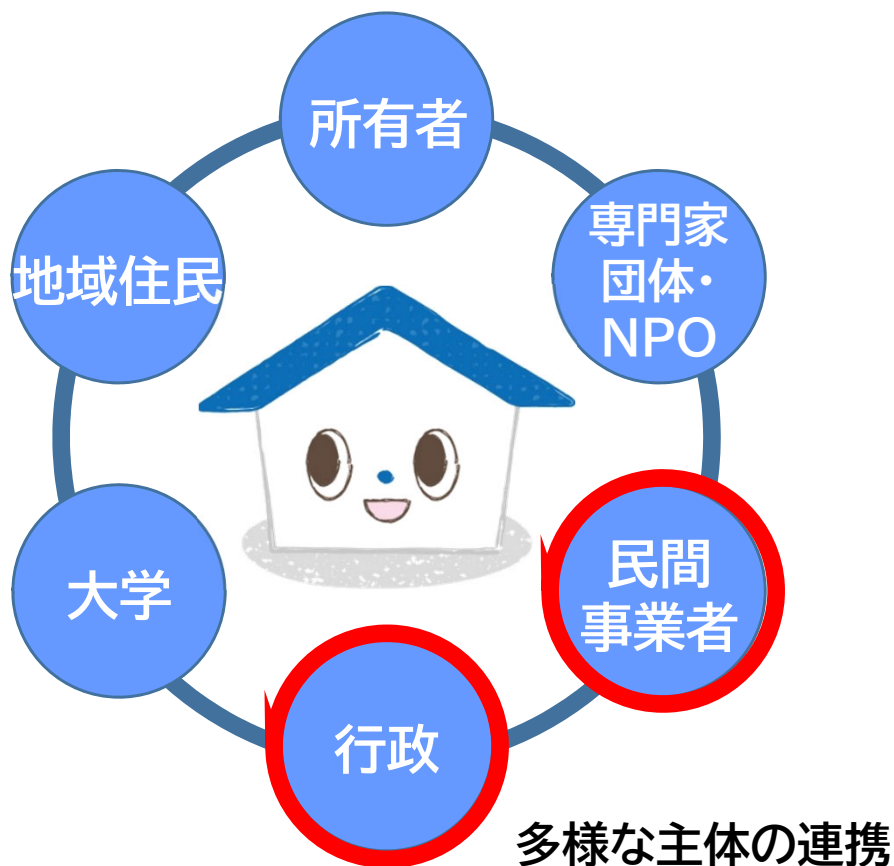 所有者
専門家
団体・
NPO
民間
事業者
行政
大学
地域住民
多様な主体の連携